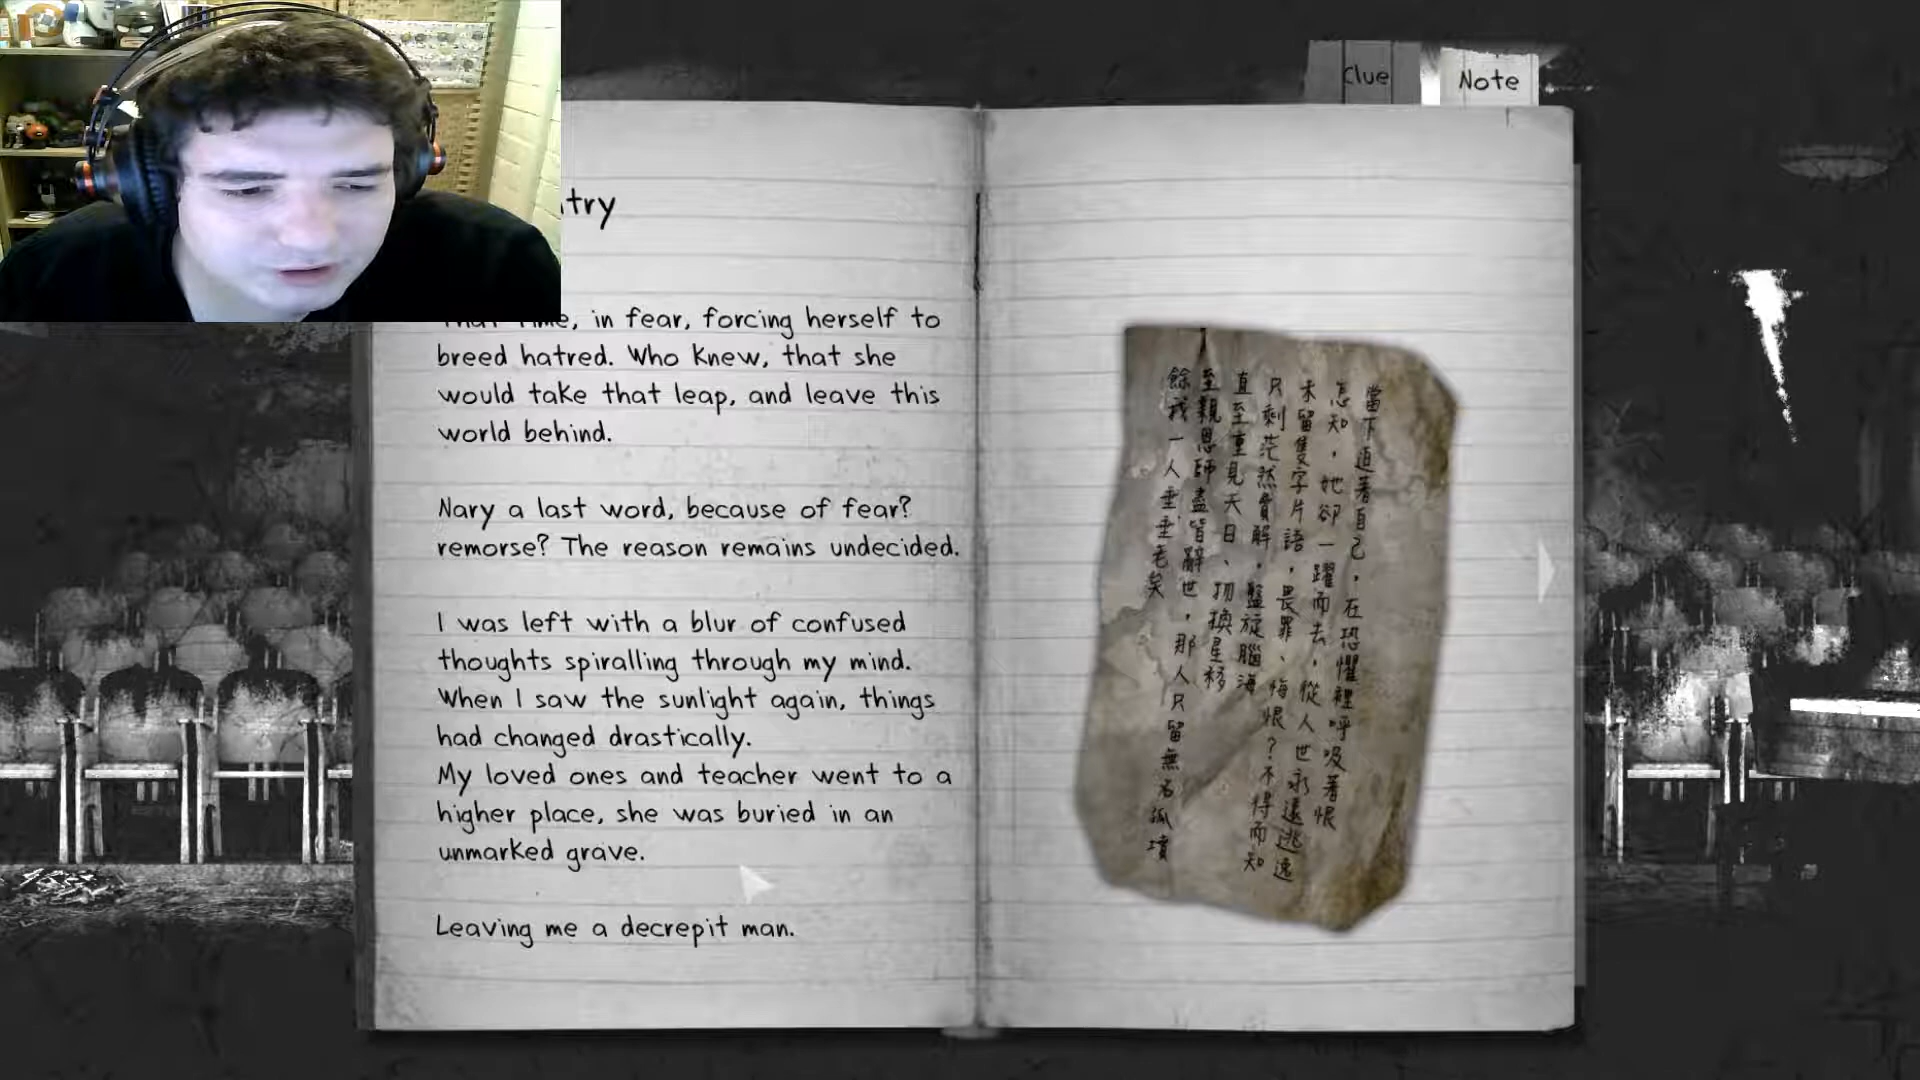 Clue
Note
try
That Time, in fear, forcing herself to
breed hatred. Who knew, that she
would take that leap, and leave this
world behind.
Nary a last word, because of fear?
remorse? The reason remains undecided.
I was left with a blur of confused
thoughts spiralling through my mind.
When I saw the sunlight again, things
had changed drastically.
My loved ones and teacher went to a
higher place, she was buried in an
unmarked grave.
Leaving me a decrepit man.
當下逼著自己，在恐懼裡呼吸著恨
怎知，她卻一躍而去，從人世永遠逃逸
未留隻字片語，畏罪、悔恨？不得而知
只剩茫然費解，盤旋腦海
直至重見天日、物換星移
至親恩師盡皆辭世，那人只留無名孤墳
餘我一人垂垂老矣